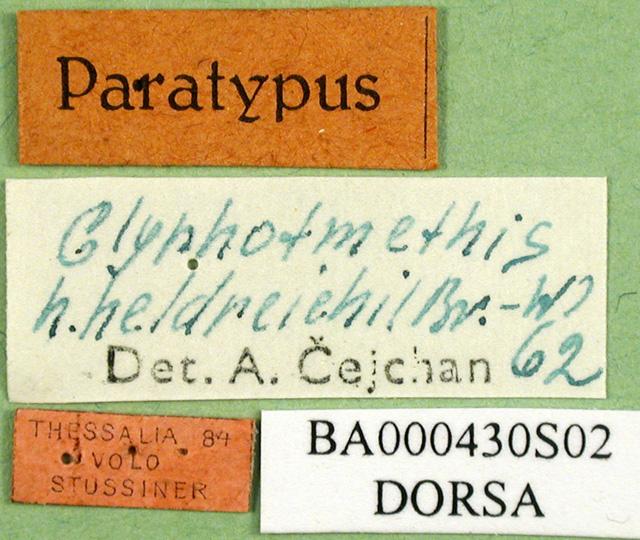 Paratypus
Glyphotmethis
h. heldreichii (Br.-W)
Det. A. Čejchan 62
THESSALIA 84
VOLO
STUSSINER
BA000430S02
DORSA